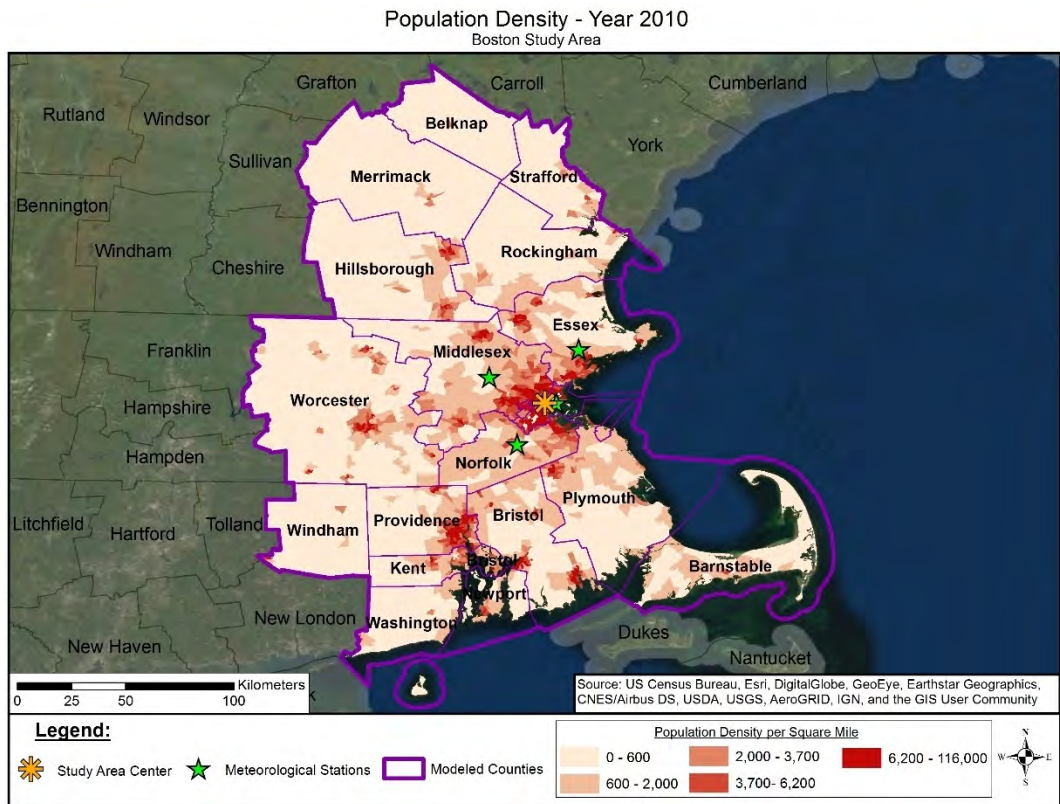 Population Density - Year 2010
Boston Study Area
Grafton
Carroll
Cumberland
Rutland
Windsor
Belknap
York
Sullivan
Merrimack
Strafford
Bennington
Windham
Cheshire
Hillsborough
Rockingham
Essex
Franklin
Middlesex
Hampshire
Worcester
Hampden
Norfolk
Plymouth
Litchfield
Hartford
Tolland
Windham
Providence
Bristol
Kent
Bristol
Barnstable
Newport
New London
Washington
Dukes
New Haven
Nantucket
Kilometers
0 25 50 100
Source: US Census Bureau, Esri, DigitalGlobe, GeoEye, Earthstar Geographics,
CNES/Airbus DS, USDA, USGS, AeroGRID, IGN, and the GIS User Community
Legend:
Study Area Center
Meteorological Stations
Modeled Counties
Population Density per Square Mile
0 - 600
2,000 - 3,700
6,200 - 116,000
600 - 2,000
3,700- 6,200
N
W E
S